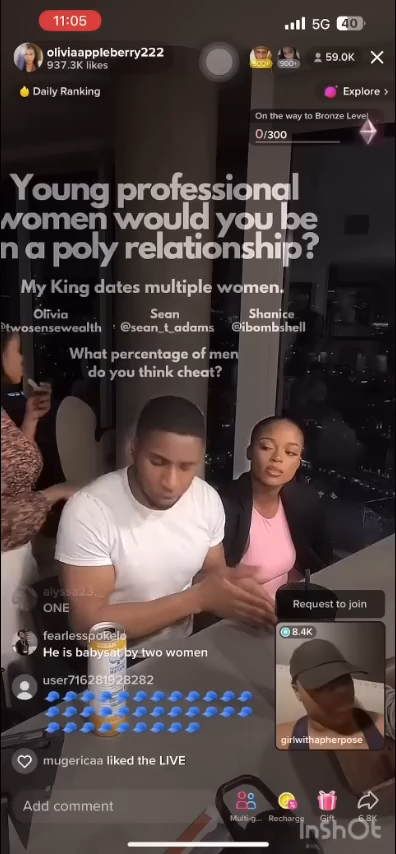 11:05
5G
40
oliviaappleberry222
937.3K likes
900+
59.0K
Daily Ranking
Explore >
On the way to Bronze Level
0/300
Young professional
women would you be
n a poly relationship?
My King dates multiple women.
Olivia Sean Shanice
@twosensewealth @sean_t_adams @ibombshell
What percentage of men
do you think cheat?
alyssa23
ONE
fearlesspokele
He is babysat by two women
user716281928282
mugericaa liked the LIVE
Request to join
8.4K
girlwithapherpose
Add comment
Multi-g... Recharge Gift 6.8K
InShOt